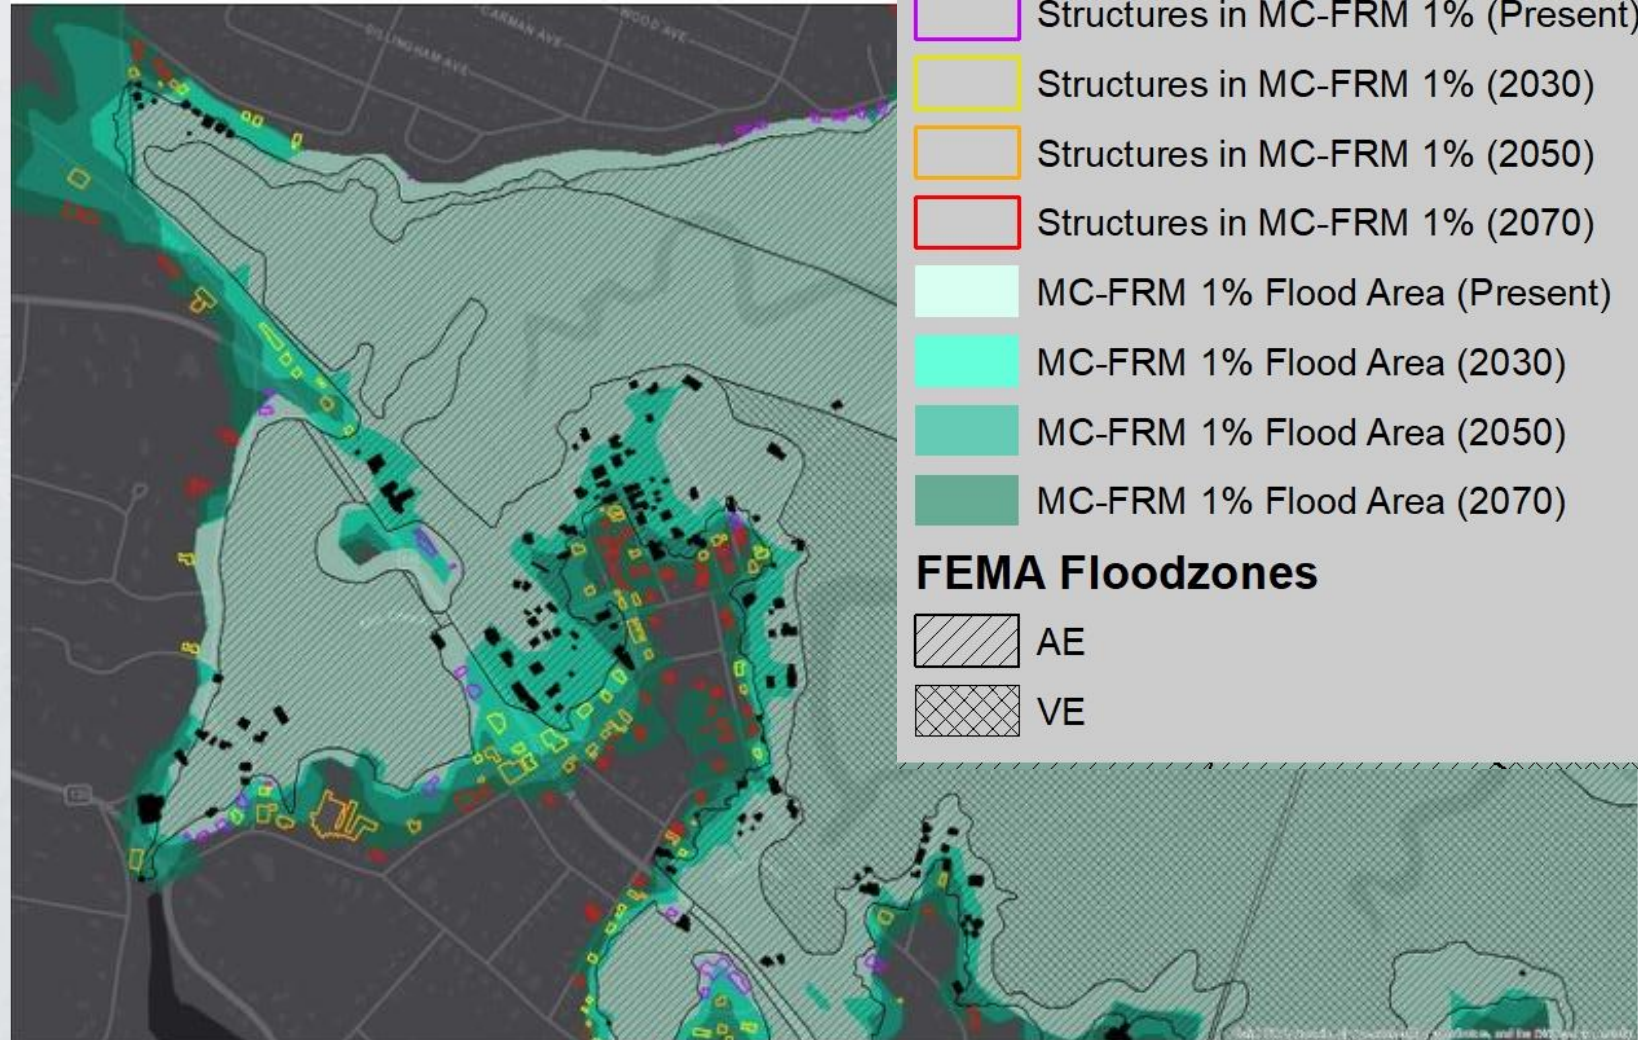 CARMAN AVE
WOOD AVE
DILLINGHAM AVE
Structures in MC-FRM 1% (Present)
Structures in MC-FRM 1% (2030)
Structures in MC-FRM 1% (2050)
Structures in MC-FRM 1% (2070)
MC-FRM 1% Flood Area (Present)
MC-FRM 1% Flood Area (2030)
MC-FRM 1% Flood Area (2050)
MC-FRM 1% Flood Area (2070)
FEMA Floodzones
AE
VE